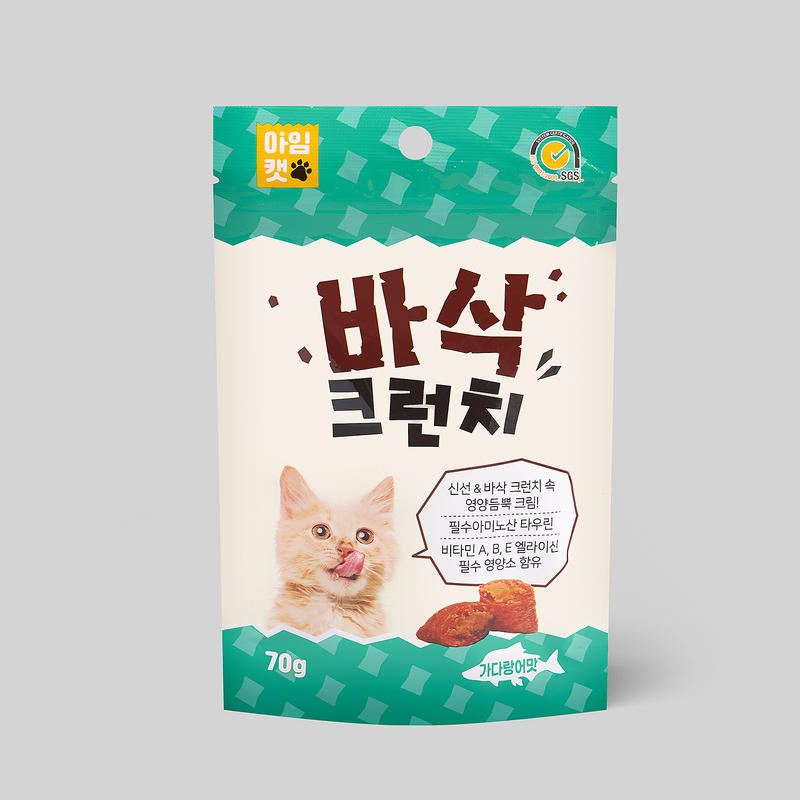 아임
캣
SYSTEM CERTIFICATION
SGS
바삭
크런치
신선 & 바삭 크런치 속
영양듬뿍 크림!
필수아미노산 타우린
비타민 A, B, E 엘라이신
필수 영양소 함유
70g
가다랑어맛